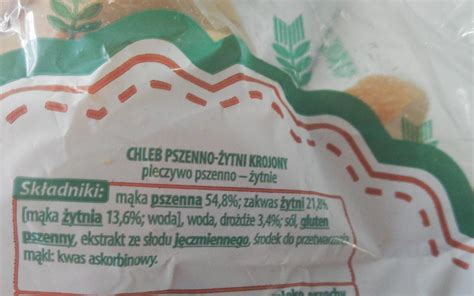 CHLEB PSZENNO-ŻYTNI KROJONY
pieczywo pszenno – żytnie
Składniki: mąka pszenna 54,8%; zakwas żytni 21,8%
[mąka żytnia 13,6%; woda], woda, drożdże 3,4%; sól, gluten
pszenny, ekstrakt ze słodu jęczmiennego, środek do przetwarzania
mąki: kwas askorbinowy.
orzechy